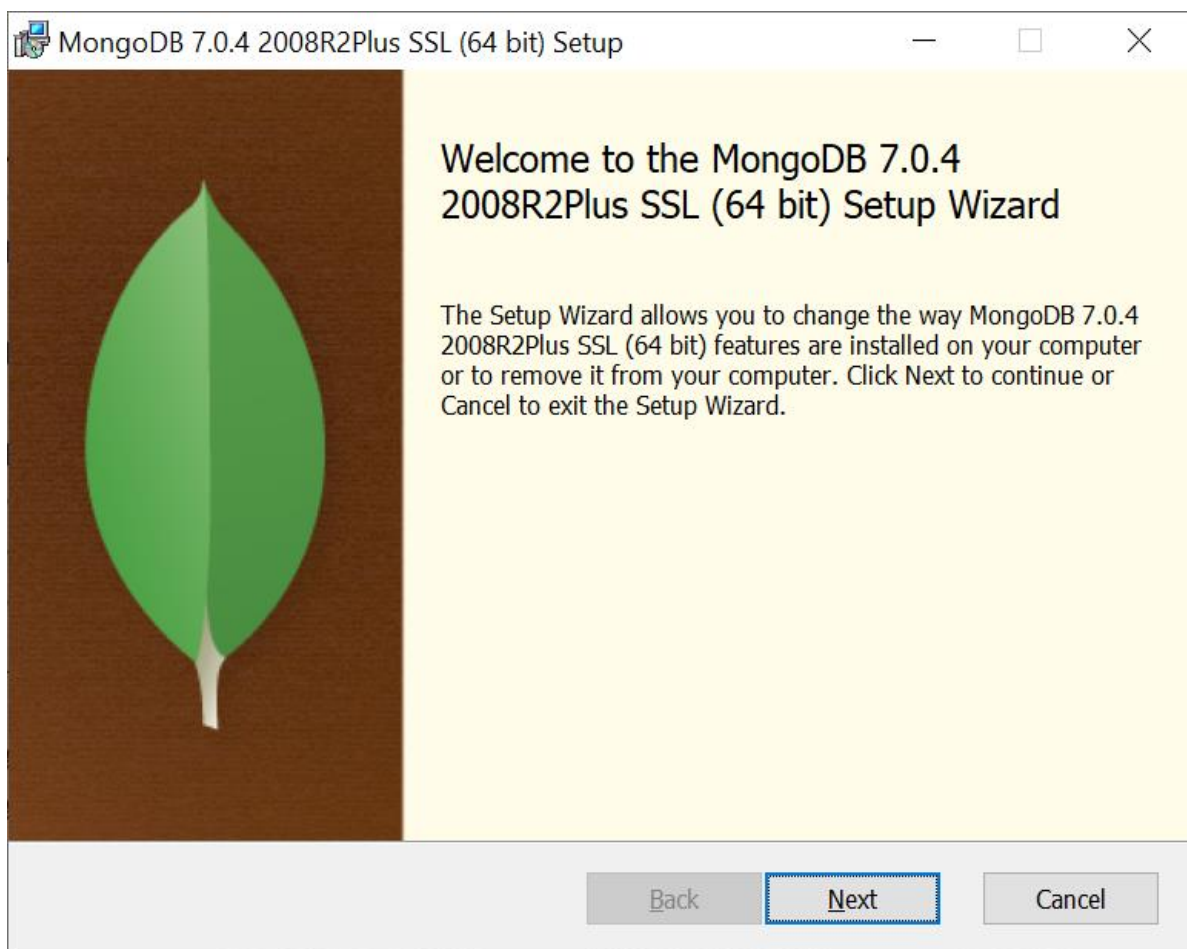 MongoDB 7.0.4 2008R2Plus SSL (64 bit) Setup
Welcome to the MongoDB 7.0.4
2008R2Plus SSL (64 bit) Setup Wizard
The Setup Wizard allows you to change the way MongoDB 7.0.4
2008R2Plus SSL (64 bit) features are installed on your computer
or to remove it from your computer. Click Next to continue or
Cancel to exit the Setup Wizard.
Back
Next
Cancel